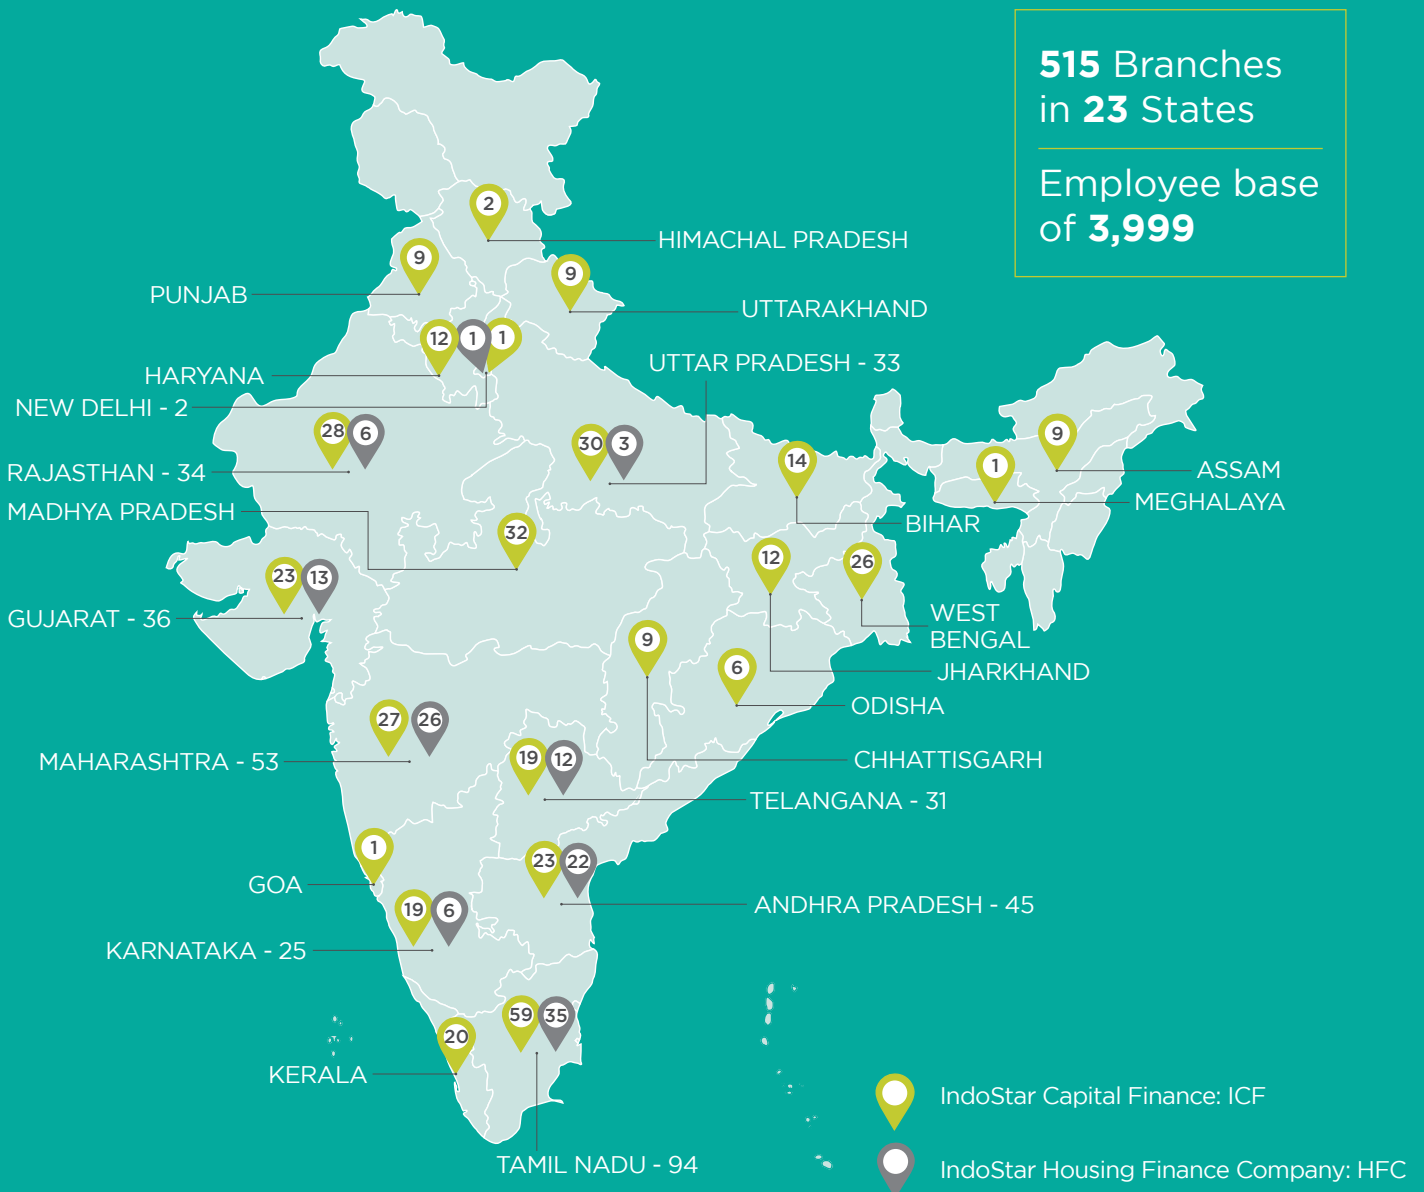 515 Branches
in 23 States
Employee base
of 3,999
2
HIMACHAL PRADESH
9
PUNJAB
9
UTTARAKHAND
12
1
1
HARYANA
NEW DELHI - 2
UTTAR PRADESH - 33
30
3
28
6
RAJASTHAN - 34
14
BIHAR
9
ASSAM
1
MEGHALAYA
MADHYA PRADESH
32
12
26
WEST
BENGAL
JHARKHAND
23
13
GUJARAT - 36
9
6
ODISHA
CHHATTISGARH
27
26
MAHARASHTRA - 53
19
12
TELANGANA - 31
1
GOA
23
22
ANDHRA PRADESH - 45
19
6
KARNATAKA - 25
20
KERALA
59
35
TAMIL NADU - 94
IndoStar Capital Finance: ICF
IndoStar Housing Finance Company: HFC